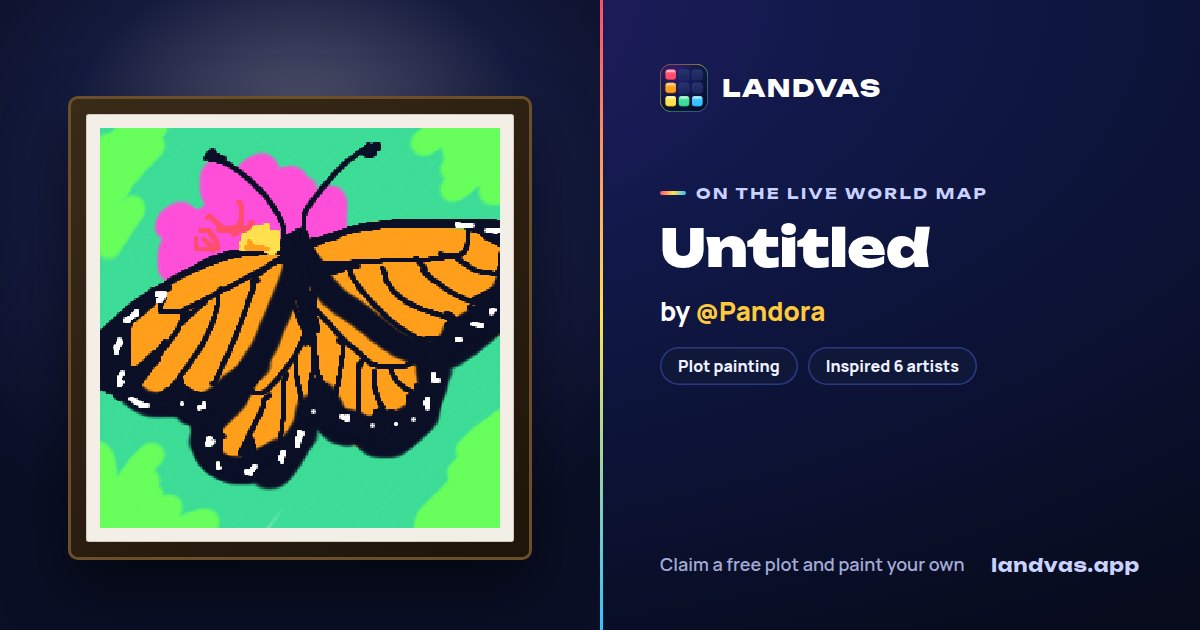 LANDVAS
ON THE LIVE WORLD MAP
Untitled
by @Pandora
Plot painting
Inspired 6 artists
Claim a free plot and paint your own
landvas.app